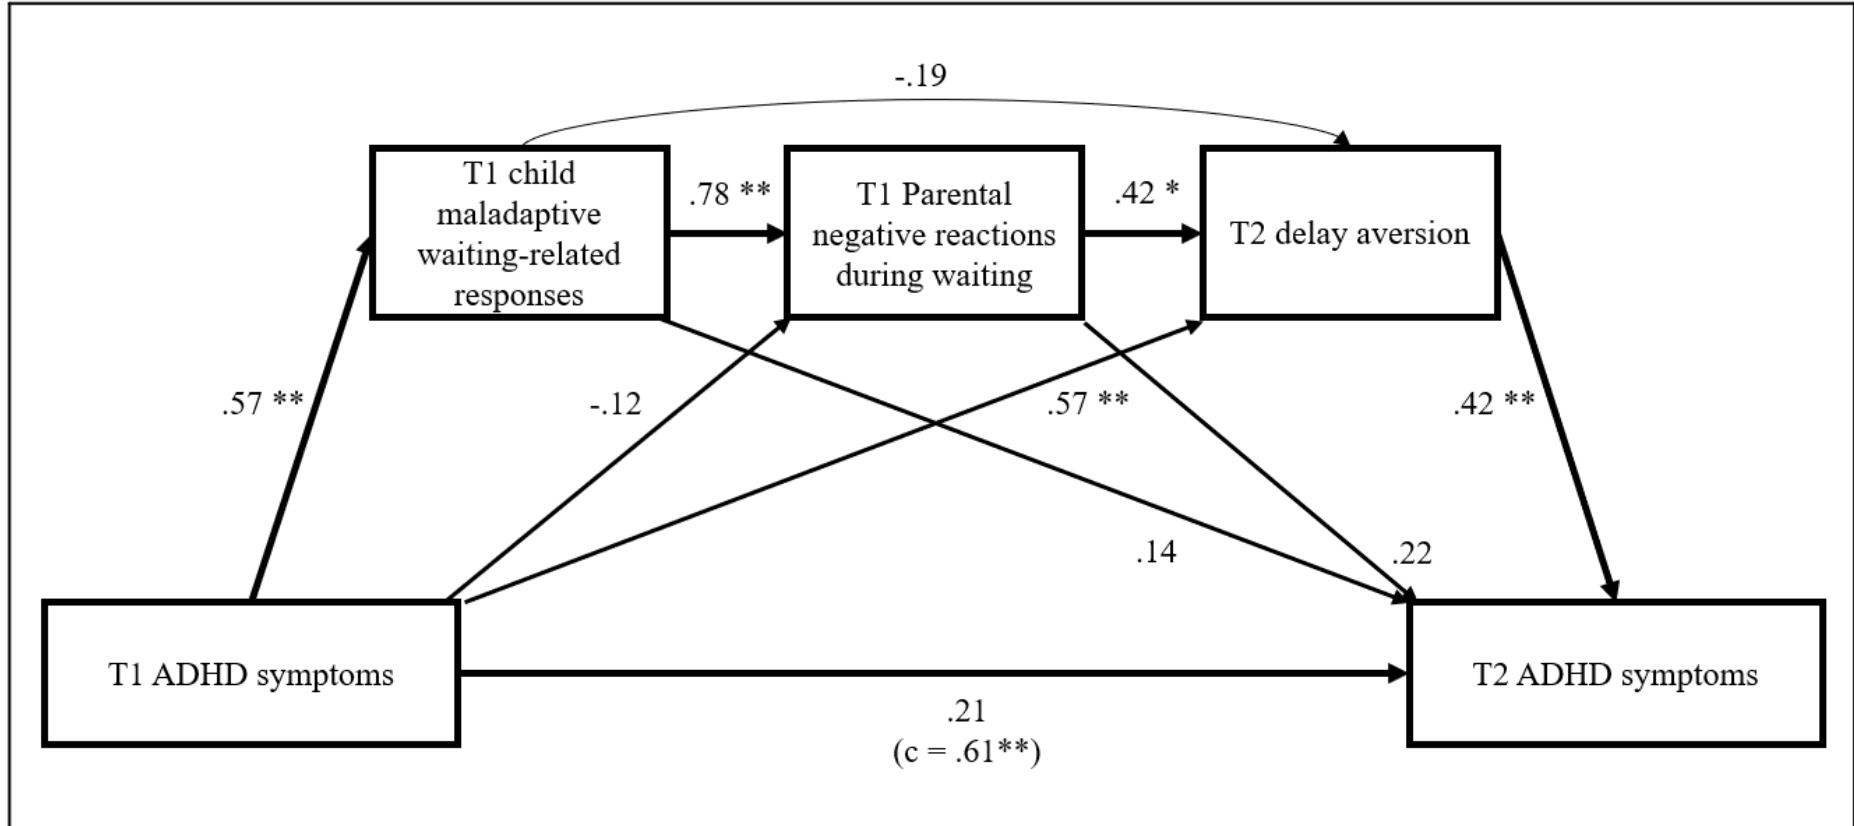 -.19
T1 child
maladaptive
waiting-related
responses
.78 **
T1 Parental
negative reactions
during waiting
.42 *
T2 delay aversion
.57 **
-.12
.57 **
.42 **
.14
.22
T1 ADHD symptoms
T2 ADHD symptoms
.21
(c = .61**)